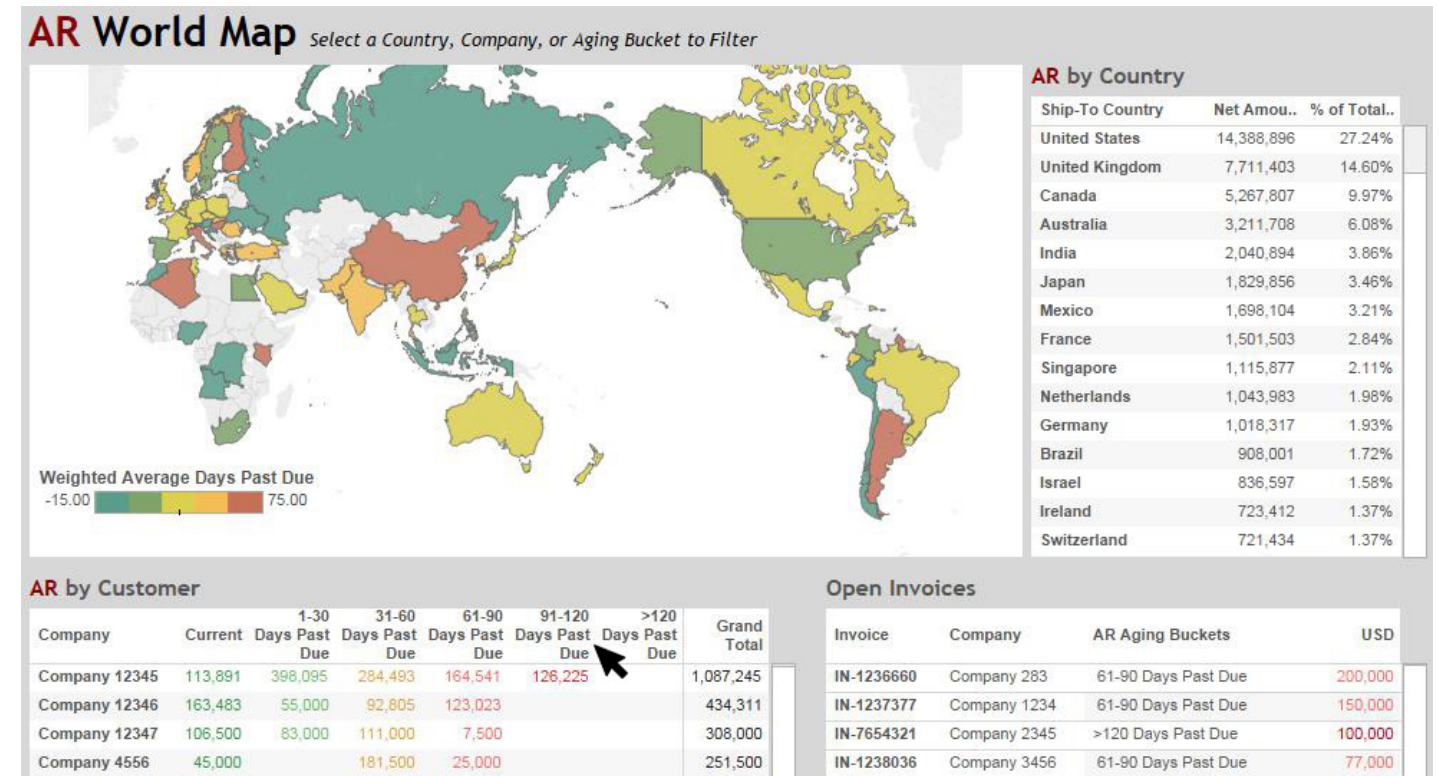 AR World Map Select a Country, Company, or Aging Bucket to Filter
Weighted Average Days Past Due
-15.00 75.00
AR by Country
Ship-To Country Net Amou.. % of Total..
United States 14,388,896 27.24%
United Kingdom 7,711,403 14.60%
Canada 5,267,807 9.97%
Australia 3,211,708 6.08%
India 2,040,894 3.86%
Japan 1,829,856 3.46%
Mexico 1,698,104 3.21%
France 1,501,503 2.84%
Singapore 1,115,877 2.11%
Netherlands 1,043,983 1.98%
Germany 1,018,317 1.93%
Brazil 908,001 1.72%
Israel 836,597 1.58%
Ireland 723,412 1.37%
Switzerland 721,434 1.37%
AR by Customer
1-30 31-60 61-90 91-120 >120
Company Current Days Past Days Past Days Past Days Past Days Past Grand Total
Due Due Due Due Due
Company 12345 113,891 398,095 284,493 164,541 126,225 1,087,245
Company 12346 163,483 55,000 92,805 123,023 434,311
Company 12347 106,500 83,000 111,000 7,500 308,000
Company 4556 45,000 181,500 25,000 251,500
Open Invoices
Invoice Company AR Aging Buckets USD
IN-1236660 Company 283 61-90 Days Past Due 200,000
IN-1237377 Company 1234 61-90 Days Past Due 150,000
IN-7654321 Company 2345 >120 Days Past Due 100,000
IN-1238036 Company 3456 61-90 Days Past Due 77,000